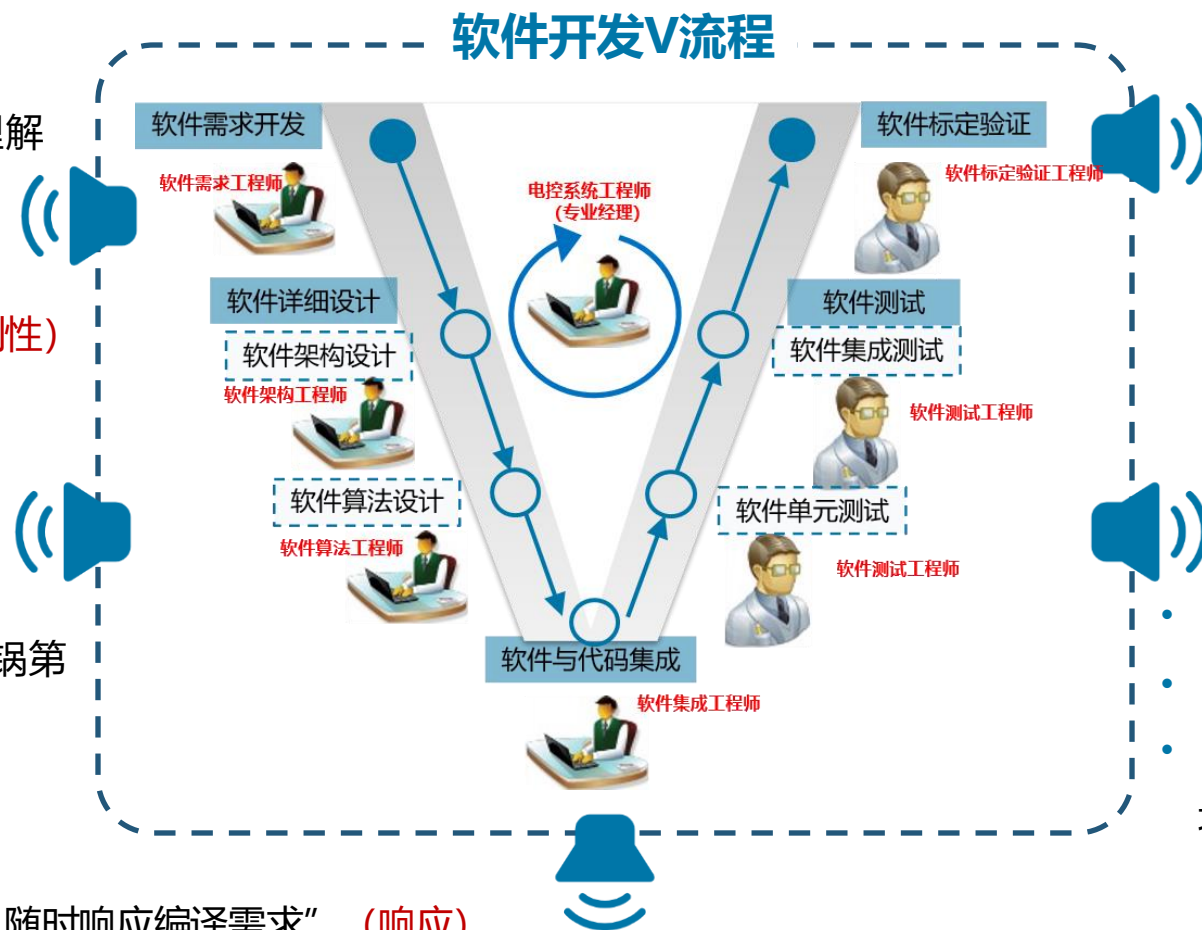 软件开发V流程
理解
软件需求开发
软件需求工程师
软件标定验证
软件标定验证工程师
电控系统工程师
(专业经理)
软件详细设计
软件架构设计
软件架构工程师
性）
软件测试
软件集成测试
软件测试工程师
软件算法设计
软件算法工程师
软件单元测试
软件测试工程师
锅第
软件与代码集成
软件集成工程师
随时响应编译需求” （响应）